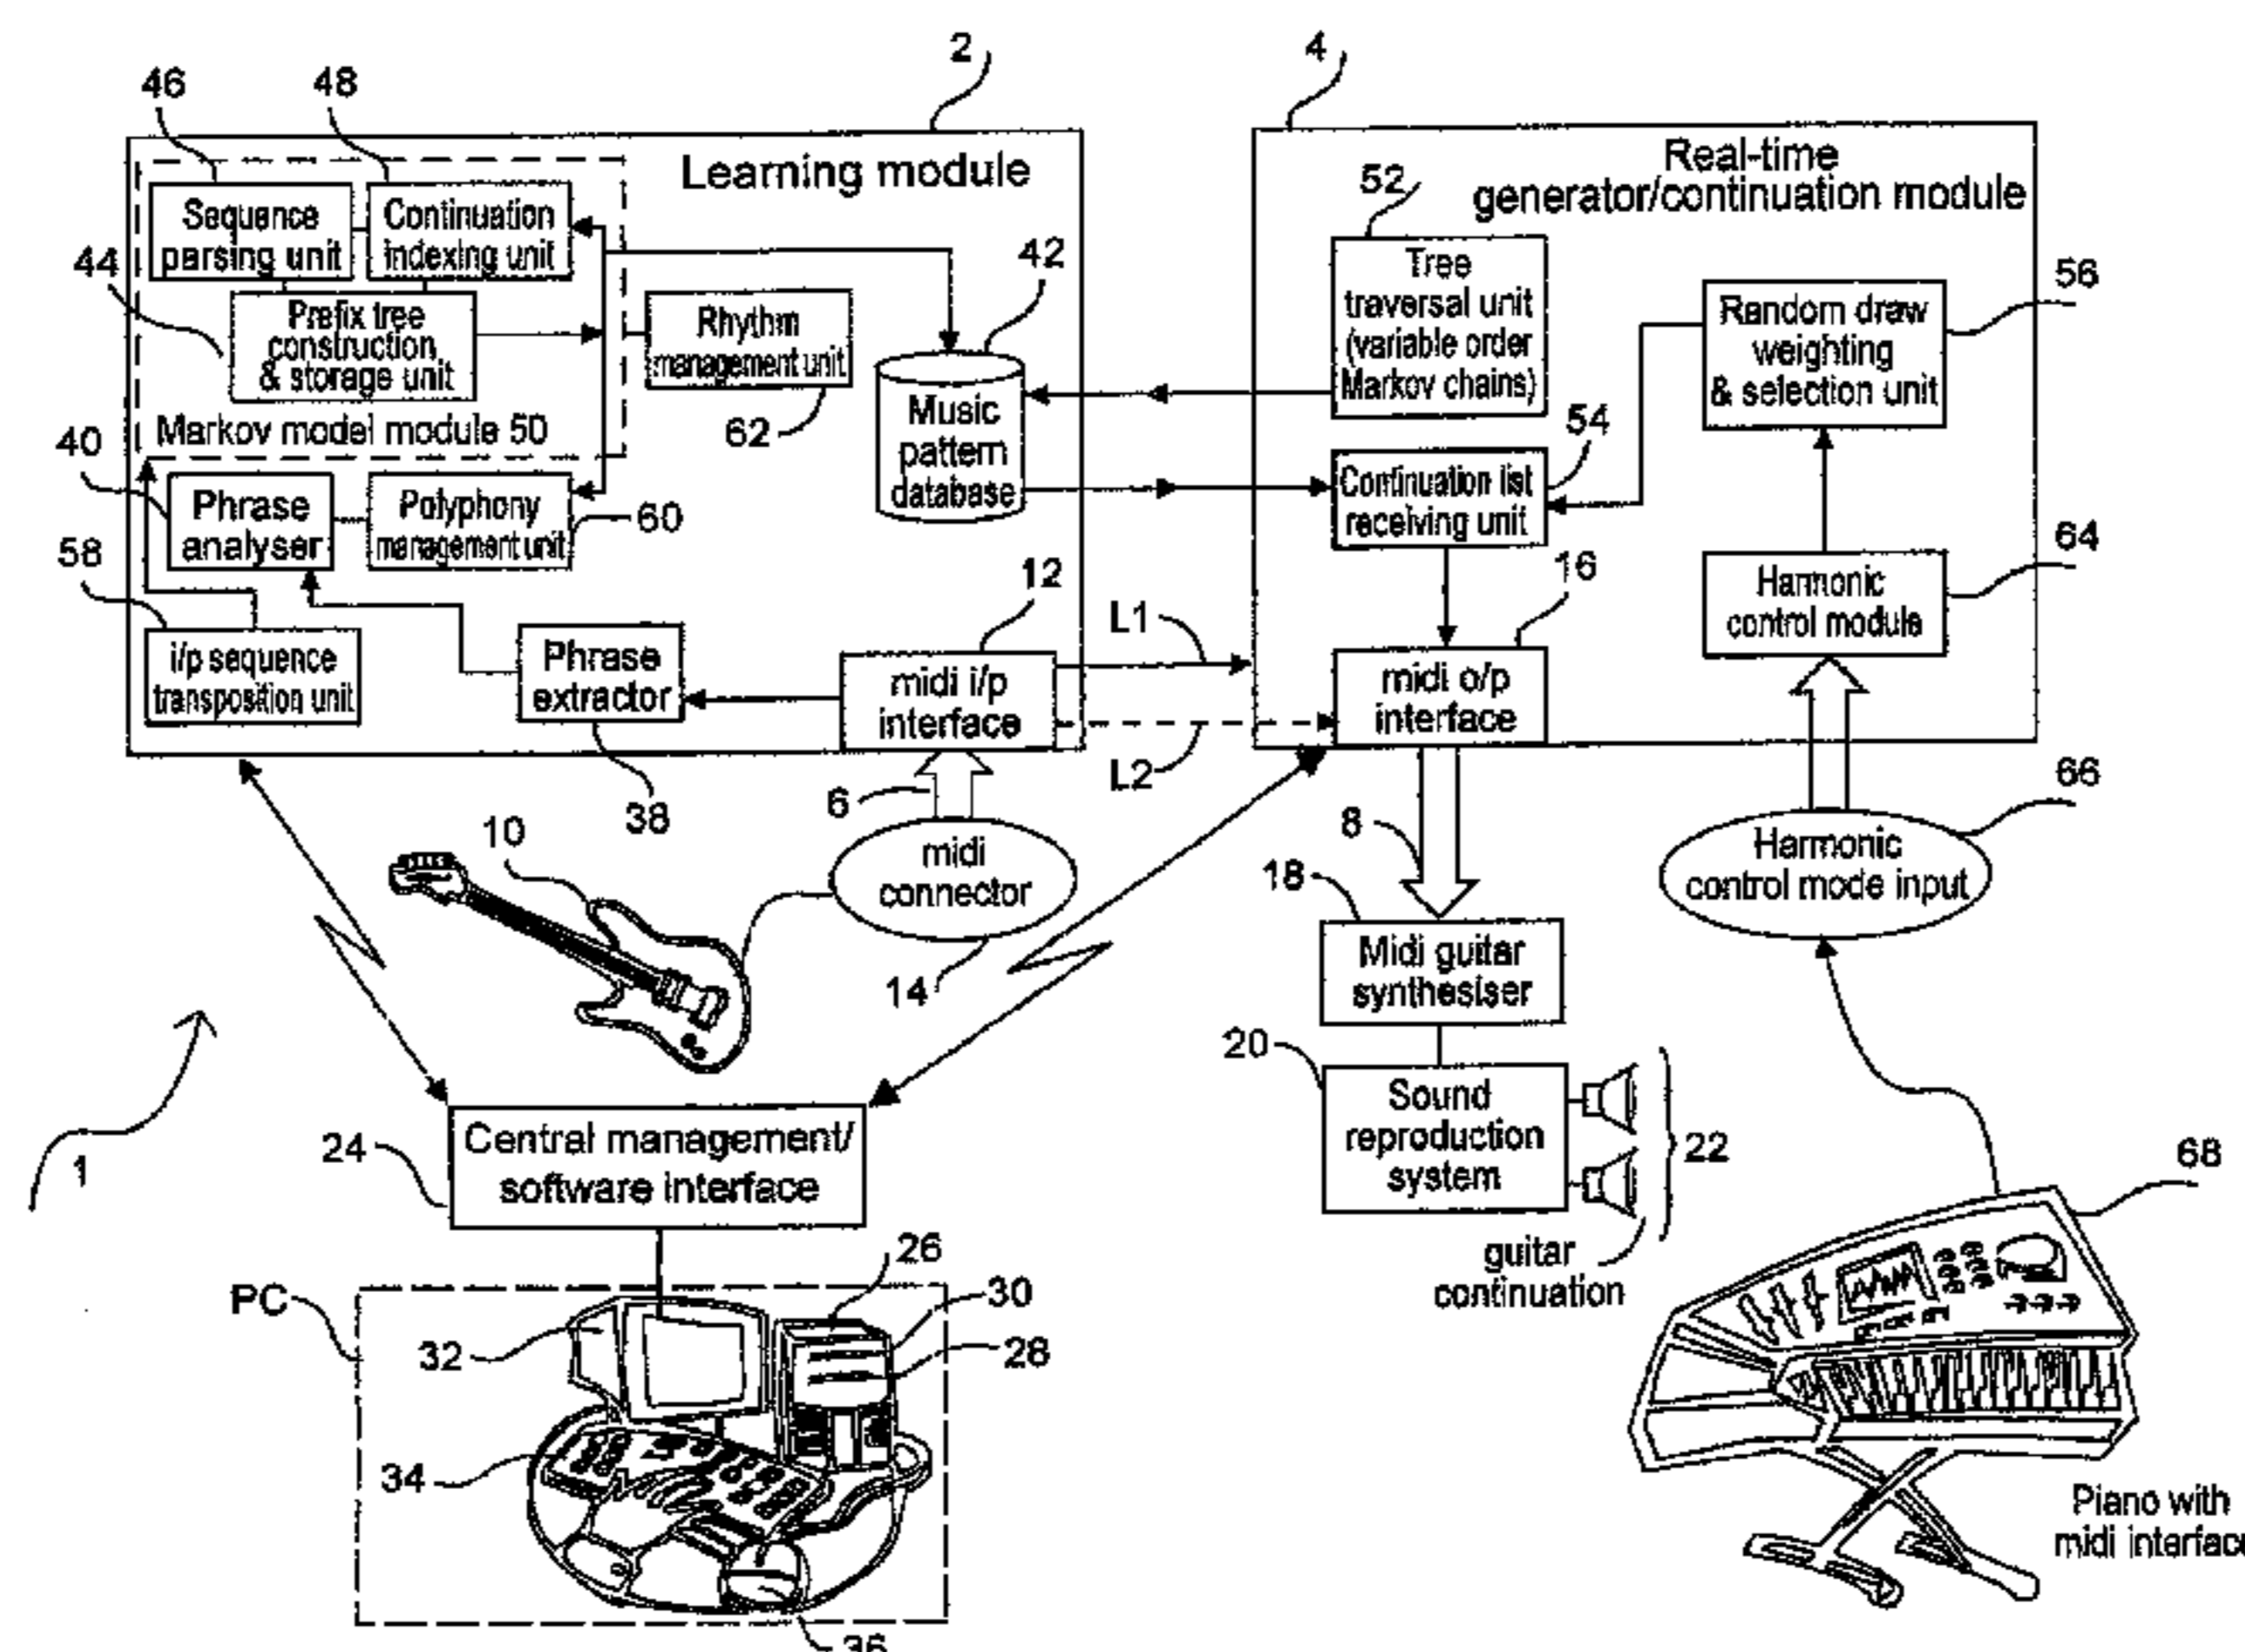 2
4
46
48
Learning module
Real-time
generator/continuation module
52
Sequence
parsing unit
Continuation
indexing unit
44
42
Tree
traversal unit
(variable order
Markov chains)
56
Prefix tree
construction
& storage unit
Rhythm
management unit
Random draw
weighting
& selection unit
Markov model module 50
62
Music
pattern
database
54
40
Phrase
analyser
Polyphony
management unit
60
Continuation list
receiving unit
58
12
16
64
L1
Harmonic
control module
i/p sequence
transposition unit
Phrase
extractor
midi i/p
interface
midi o/p
interface
L2
38
6
66
10
8
midi
connector
Harmonic
control mode input
18
14
Midi guitar
synthesiser
20
Sound
reproduction
system
22
1
24
Central management/
software interface
68
guitar
continuation
26
PC
30
32
28
34
Piano with
midi interface
36